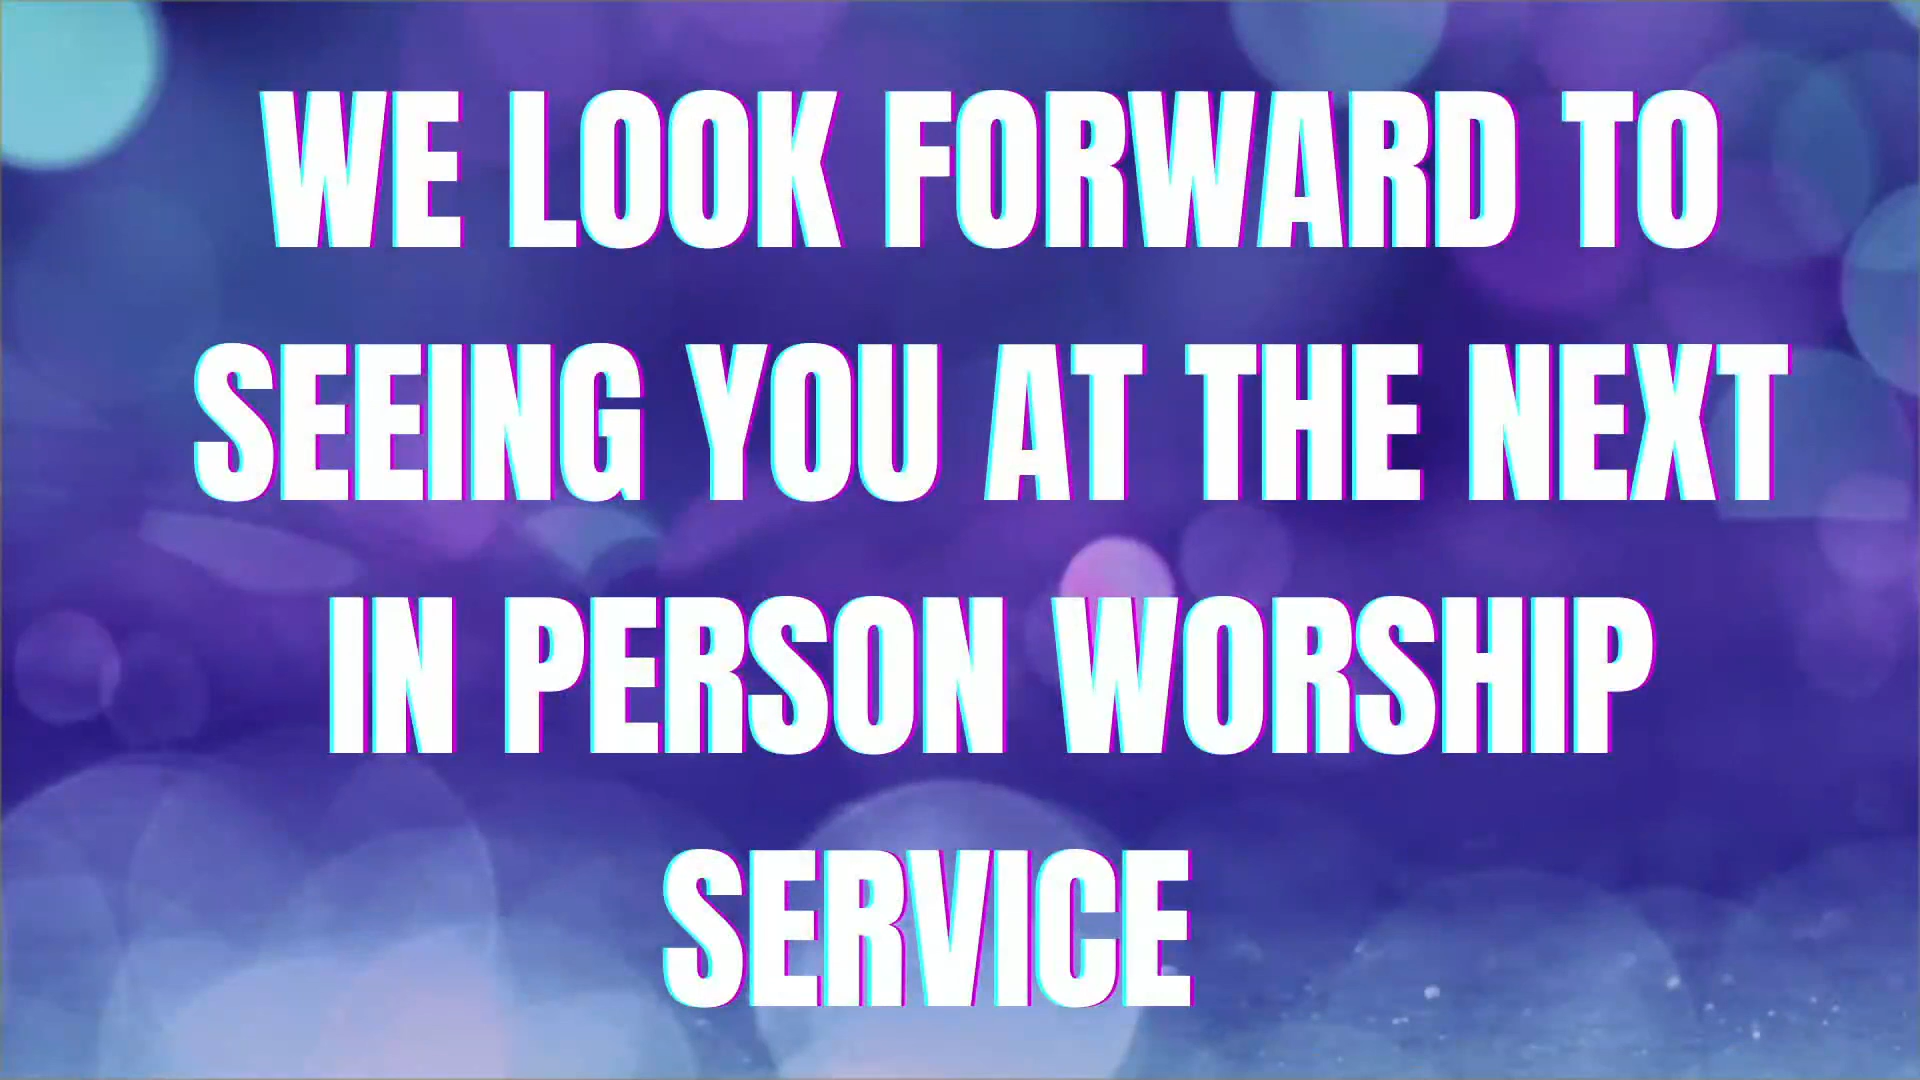 WE LOOK FORWARD TO
SEEING YOU AT THE NEXT
IN PERSON WORSHIP
SERVICE